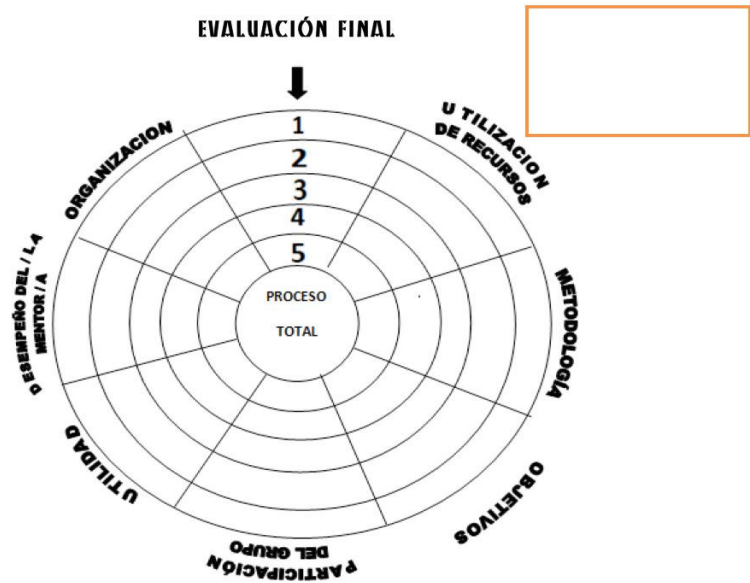 EVALUACIÓN FINAL
1
2
3
4
5
PROCESO
TOTAL
U TILIZACION
DE RECURSOS
METODOLOGÍA
OBJETIVOS
PARTICIPACIÓN
DEL GRUPO
UTILIDAD
D ESEMPEÑO DEL / LA
MENTOR / A
ORGANIZACION